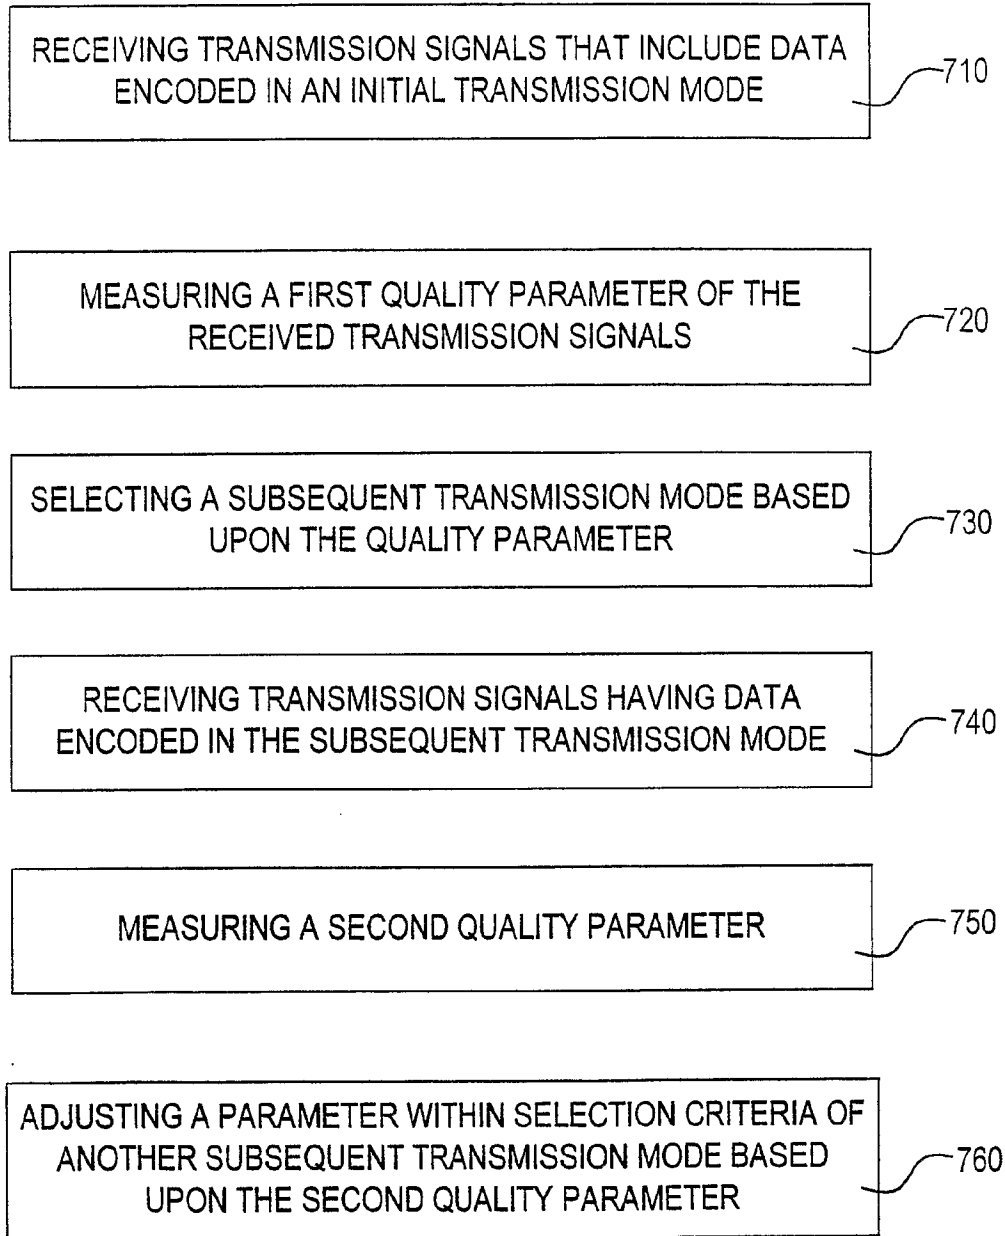 RECEIVING TRANSMISSION SIGNALS THAT INCLUDE DATA
ENCODED IN AN INITIAL TRANSMISSION MODE
710
MEASURING A FIRST QUALITY PARAMETER OF THE
RECEIVED TRANSMISSION SIGNALS
720
SELECTING A SUBSEQUENT TRANSMISSION MODE BASED
UPON THE QUALITY PARAMETER
730
RECEIVING TRANSMISSION SIGNALS HAVING DATA
ENCODED IN THE SUBSEQUENT TRANSMISSION MODE
740
MEASURING A SECOND QUALITY PARAMETER
750
ADJUSTING A PARAMETER WITHIN SELECTION CRITERIA OF
ANOTHER SUBSEQUENT TRANSMISSION MODE BASED
UPON THE SECOND QUALITY PARAMETER
760